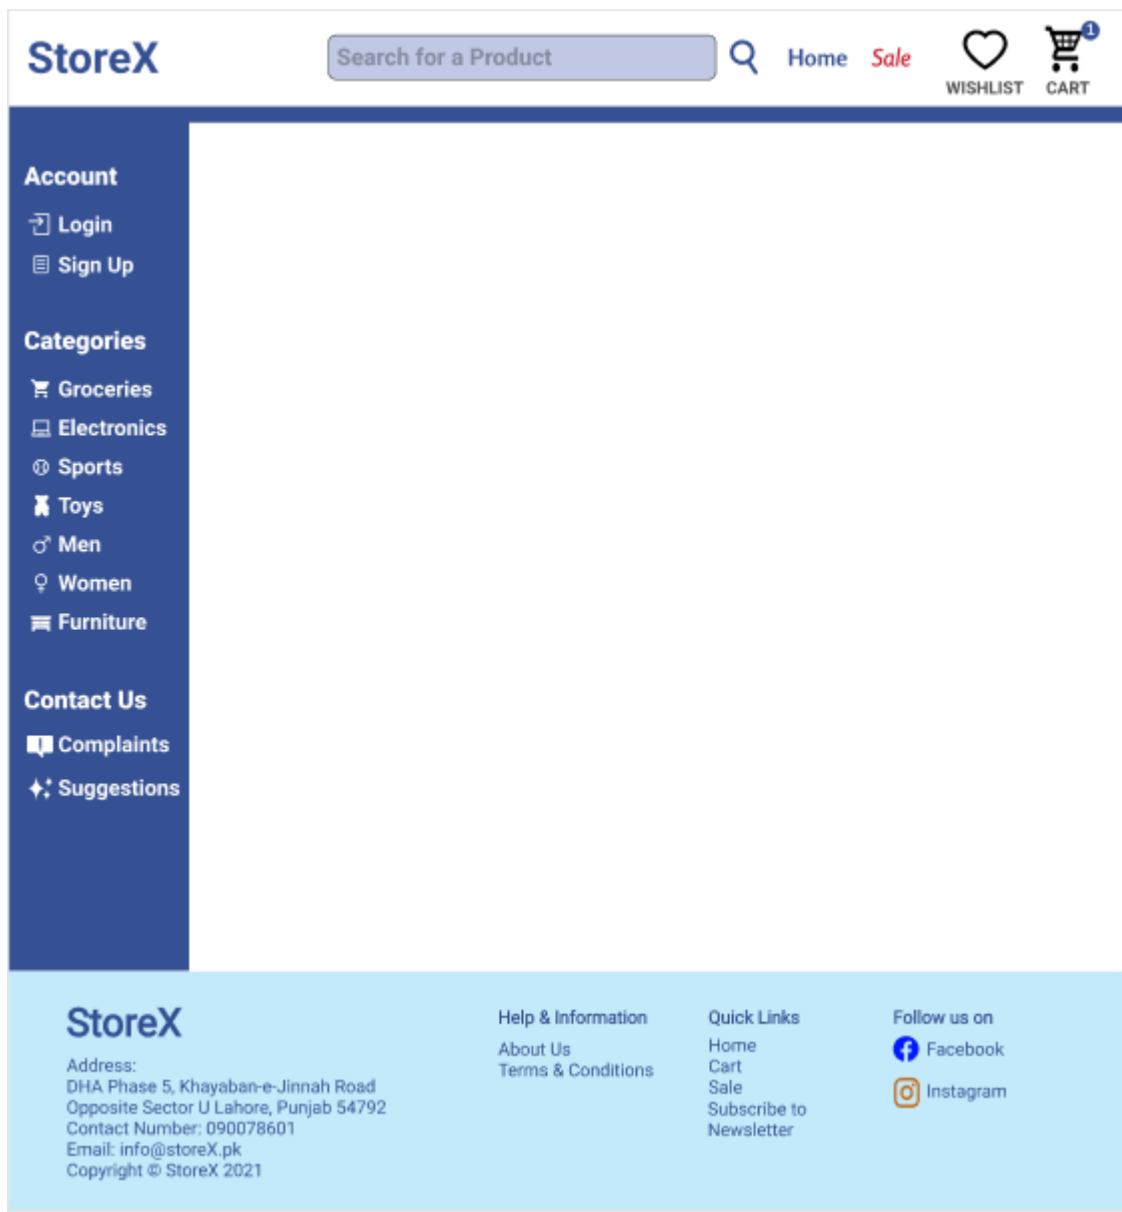 StoreX
Search for a Product
Home
Sale
WISHLIST
1
CART
Account
Login
Sign Up
Categories
Groceries
Electronics
Sports
Toys
Men
Women
Furniture
Contact Us
Complaints
Suggestions
StoreX
Address:
DHA Phase 5, Khayaban-e-Jinnah Road
Opposite Sector U Lahore, Punjab 54792
Contact Number: 090078601
Email: info@storeX.pk
Copyright © StoreX 2021
Help & Information
About Us
Terms & Conditions
Quick Links
Home
Cart
Sale
Subscribe to
Newsletter
Follow us on
Facebook
Instagram